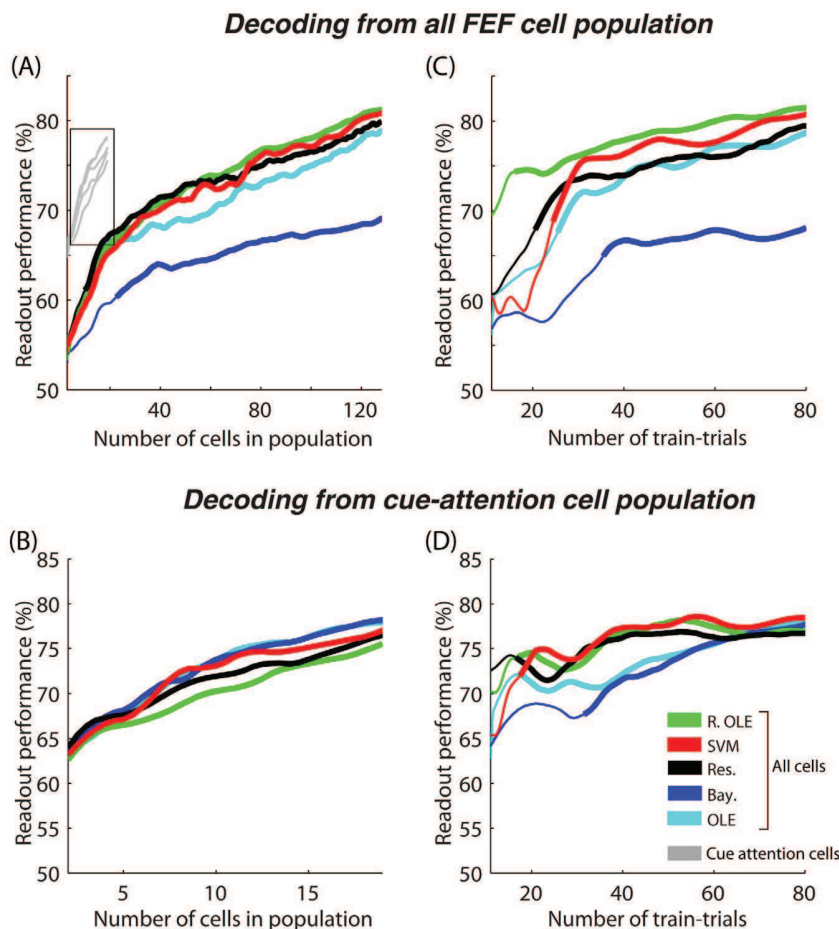 Decoding from all FEF cell population
(A)
Readout performance (%)
80
70
60
50
40
80
120
Number of cells in population
(C)
Readout performance (%)
80
70
60
50
20
40
60
80
Number of train-trials
Decoding from cue-attention cell population
(B)
Readout performance (%)
85
80
75
70
65
60
55
50
5
10
15
Number of cells in population
(D)
Readout performance (%)
85
80
75
70
65
60
55
50
20
40
60
80
Number of train-trials
R. OLE
SVM
Res.
Bay.
OLE
All cells
Cue attention cells